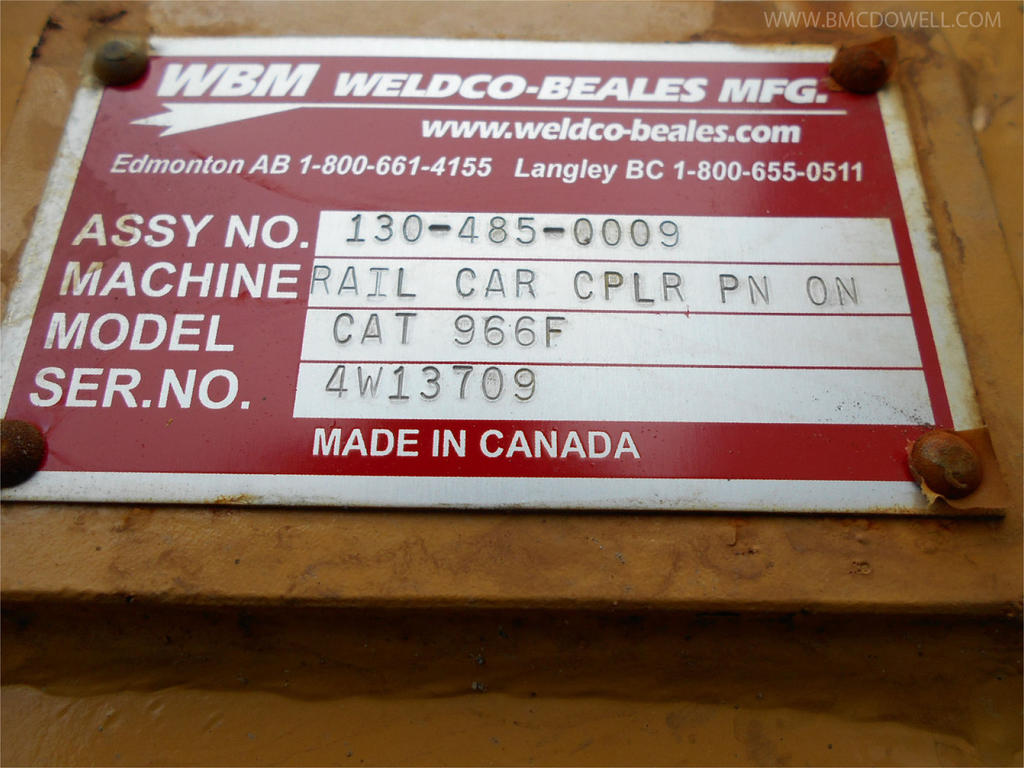 WWW.BMCDOWELL.COM
WBM WELDCO-BEALES MFG.
www.weldco-beales.com
Edmonton AB 1-800-661-4155 Langley BC 1-800-655-0511
ASSY NO. 130-485-0009
MACHINE RAIL CAR CPLR PN ON
MODEL CAT 966F
SER.NO. 4W13709
MADE IN CANADA